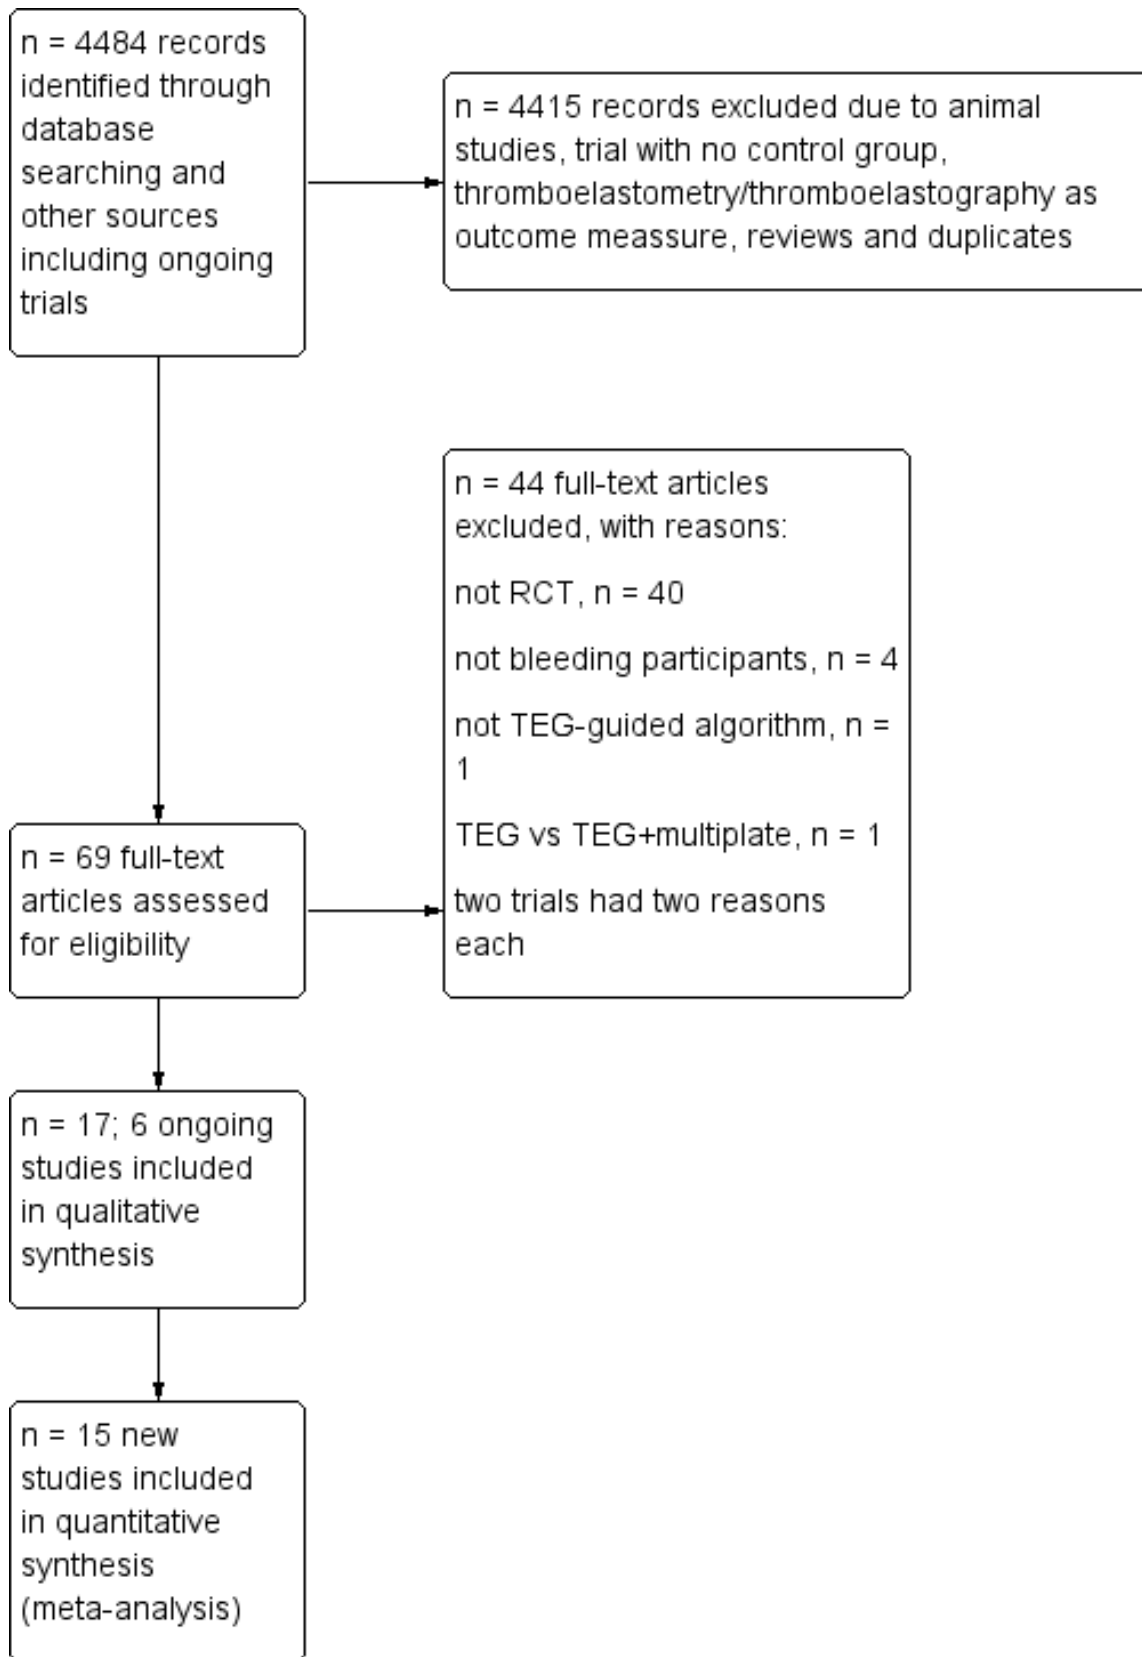 n = 4484 records
identified through
database
searching and
other sources
including ongoing
trials
n = 4415 records excluded due to animal
studies, trial with no control group,
thromboelastometry/thromboelastography as
outcome meassure, reviews and duplicates
n = 44 full-text articles
excluded, with reasons:
not RCT, n = 40
not bleeding participants, n = 4
not TEG-guided algorithm, n =
1
TEG vs TEG+multiplate, n = 1
two trials had two reasons
each
n = 69 full-text
articles assessed
for eligibility
n = 17; 6 ongoing
studies included
in qualitative
synthesis
n = 15 new
studies included
in quantitative
synthesis
(meta-analysis)